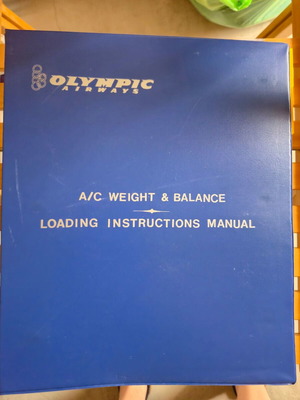 OLYMPIC
AIRWAYS
A/C WEIGHT & BALANCE
LOADING INSTRUCTIONS MANUAL